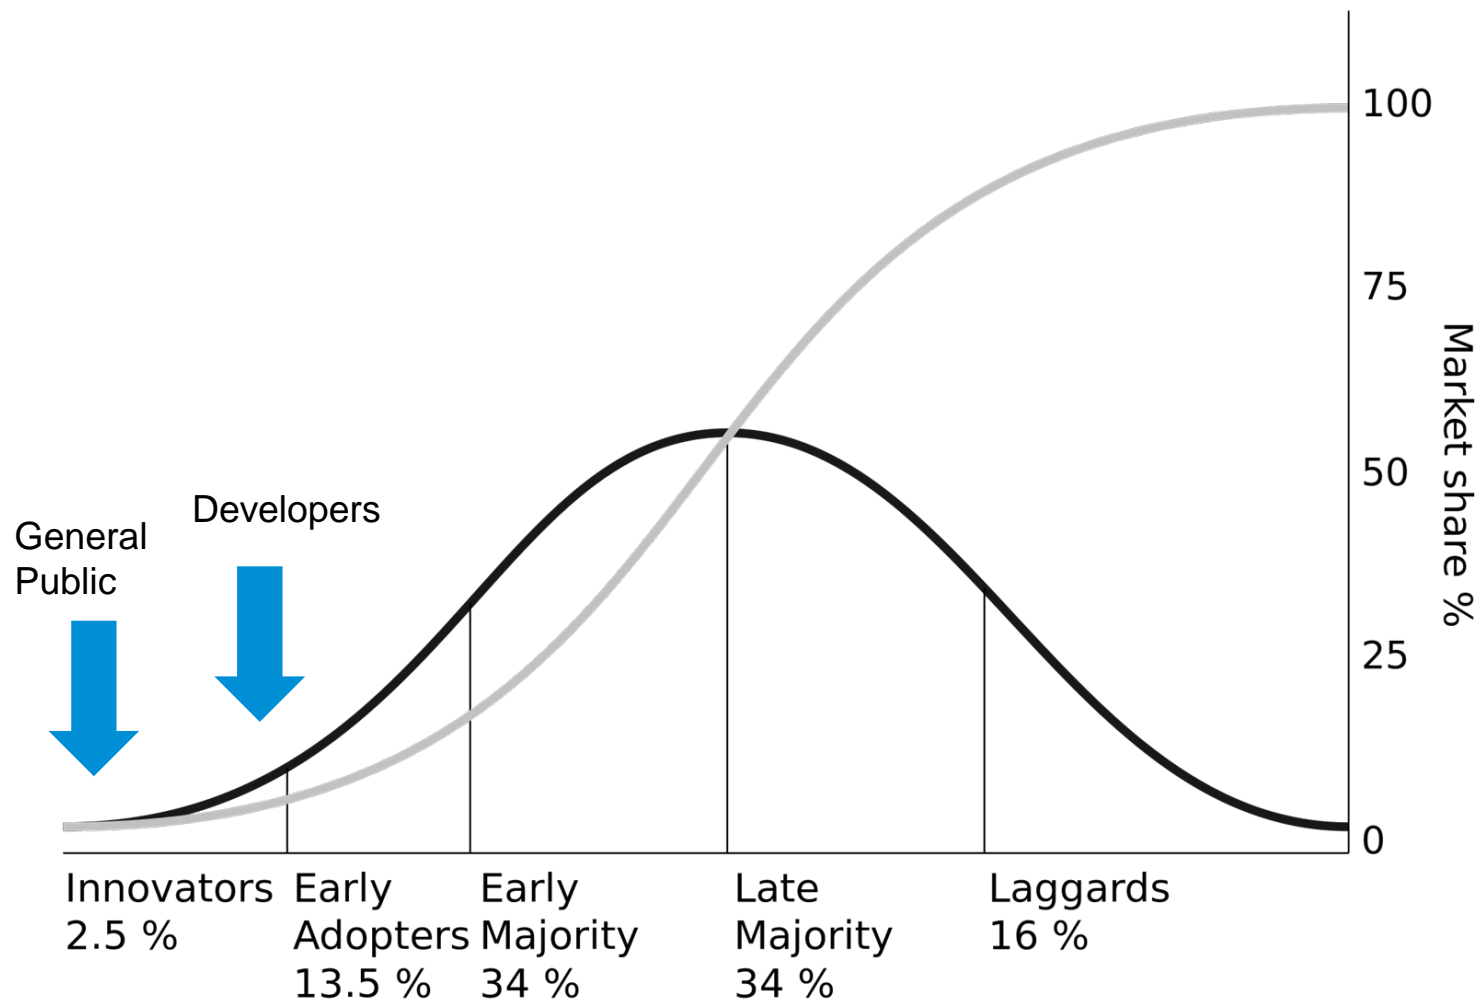 Developers
General
Public
100
75
50
25
0
Market share %
Innovators
2.5 %
Early
Adopters
13.5 %
Early
Majority
34 %
Late
Majority
34 %
Laggards
16 %